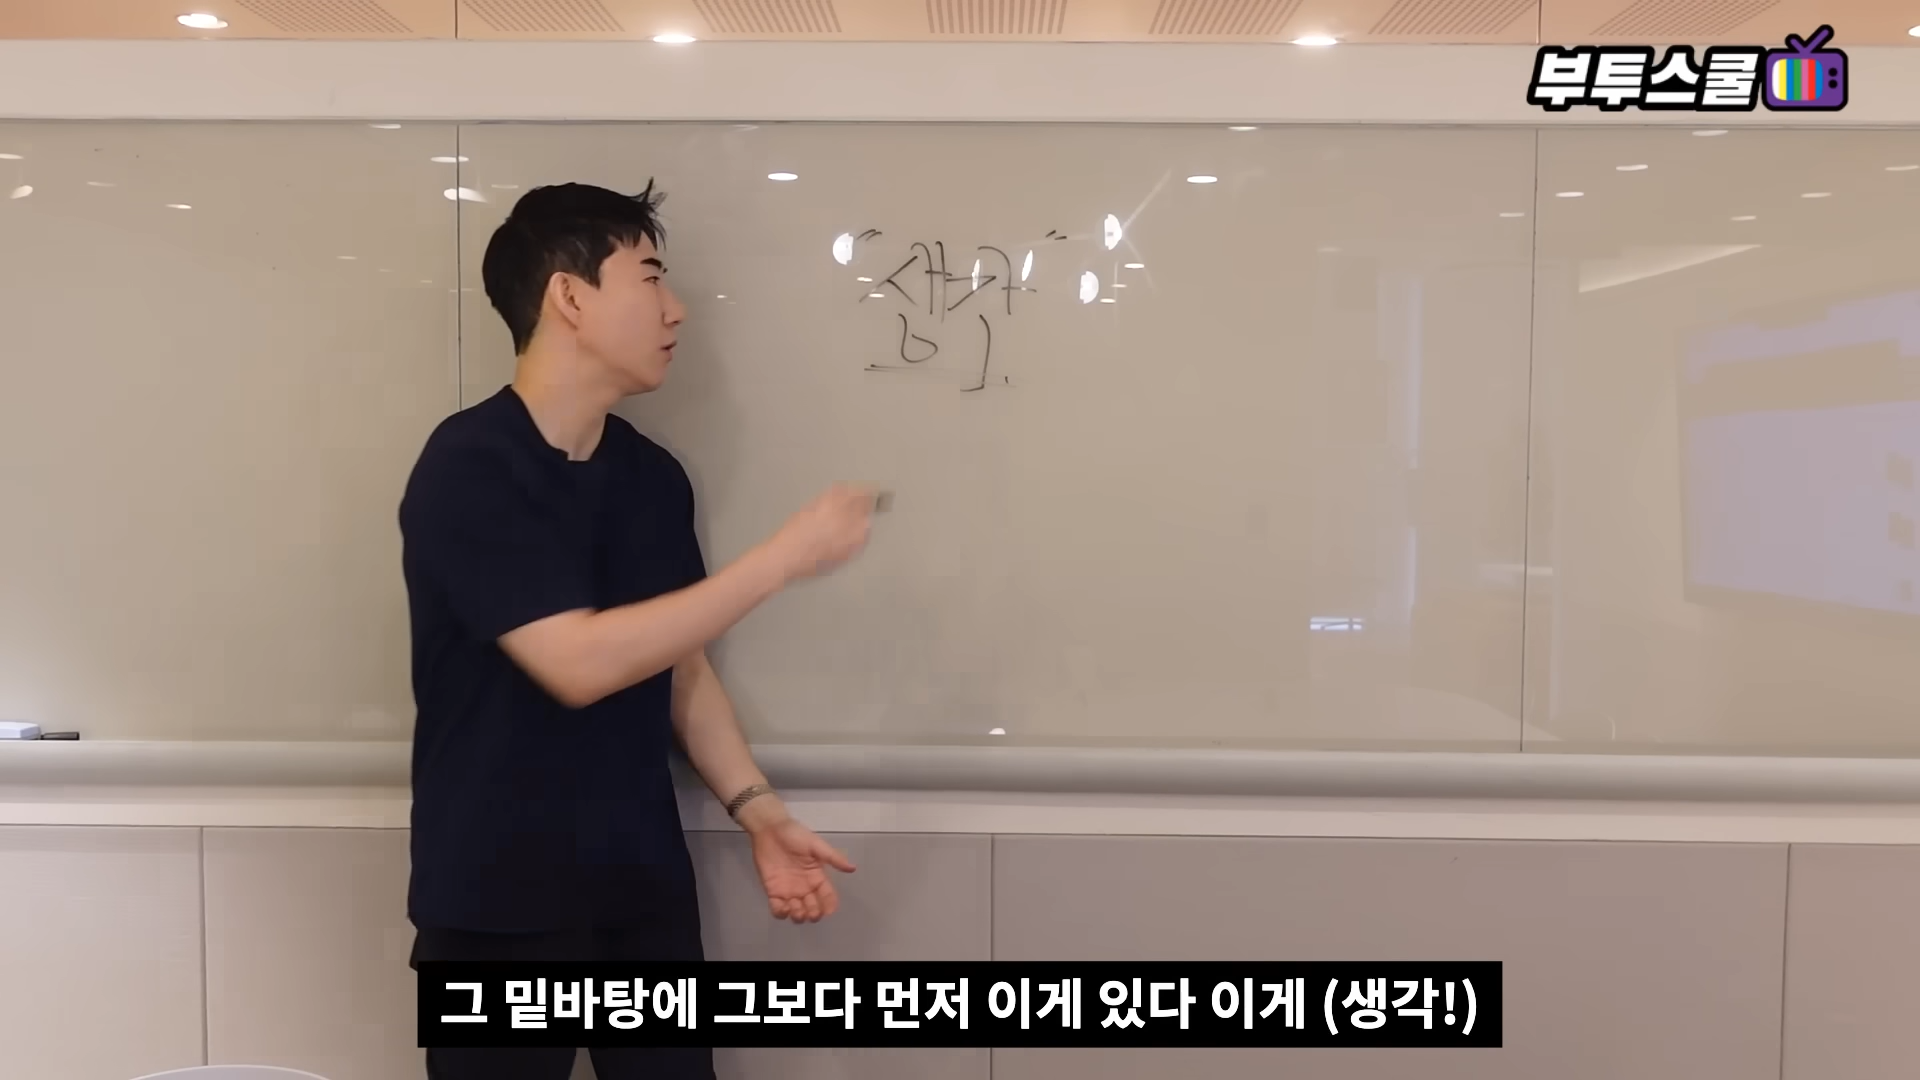 부투스쿨
"생각"
그 밑바탕에 그보다 먼저 이게 있다 이게 (생각!)